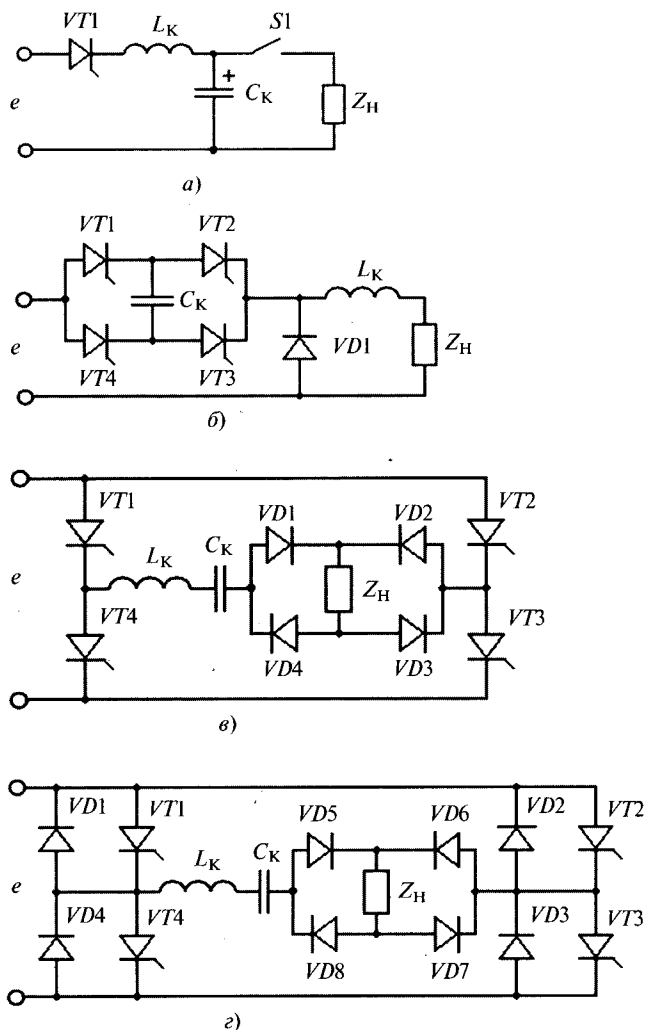 VT1 L_K S1
e + C_K Z_H
а)
VT1 VT2
C_K L_K
e VD1 Z_H
VT4 VT3
б)
VT1 VT2
VD1 VD2
L_K C_K
e Z_H
VT4 VT3
VD4 VD3
в)
VD1 VT1 VD5 VD6 VD2 VT2
L_K C_K
e Z_H
VD4 VT4 VD3 VT3
VD8 VD7
г)